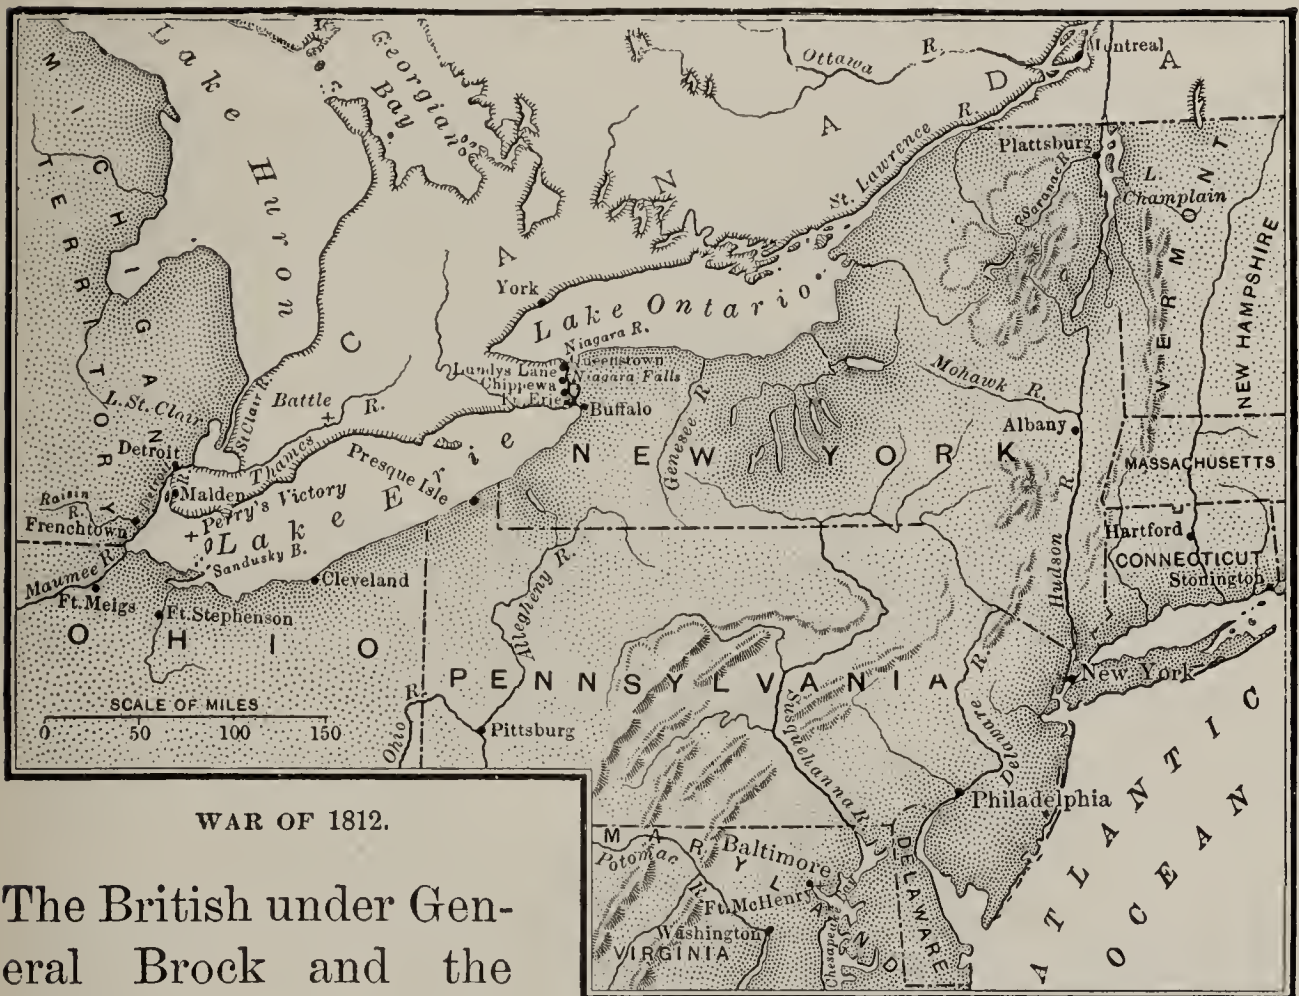 MICHIGAN
TERRITORY
Lake Huron
Georgian
Bay
CANADA
Ottawa R.
Montreal
St. Lawrence R.
Plattsburg
Saranac R.
L
Champlain
VERMONT
NEW HAMPSHIRE
York
Lake Ontario
Niagara R.
Queenstown
Lundys Lane
Niagara Falls
Chippewa
Ft. Erie
Buffalo
Mohawk R.
Albany
Genesee R.
NEW YORK
MASSACHUSETTS
L. St. Clair
St Clair R.
Battle
Thames R.
Detroit
Detroit R.
Malden
Presque Isle
Perry's Victory
Lake Erie
Raisin
R.
Frenchtown
Sandusky B.
Maumee R.
Cleveland
Ft. Meigs
Ft. Stephenson
OHIO
Hartford
CONNECTICUT
Stonington
Hudson R.
Allegheny R.
PENNSYLVANIA
New York
SCALE OF MILES
0 50 100 150
Ohio R.
Pittsburg
Susquehanna R.
Delaware R.
Philadelphia
ATLANTIC
OCEAN
MARYLAND
Potomac R.
Baltimore
Ft. McHenry
Washington
VIRGINIA
Chesapeake Bay
DELAWARE
WAR OF 1812.
The British under Gen-
eral Brock and the